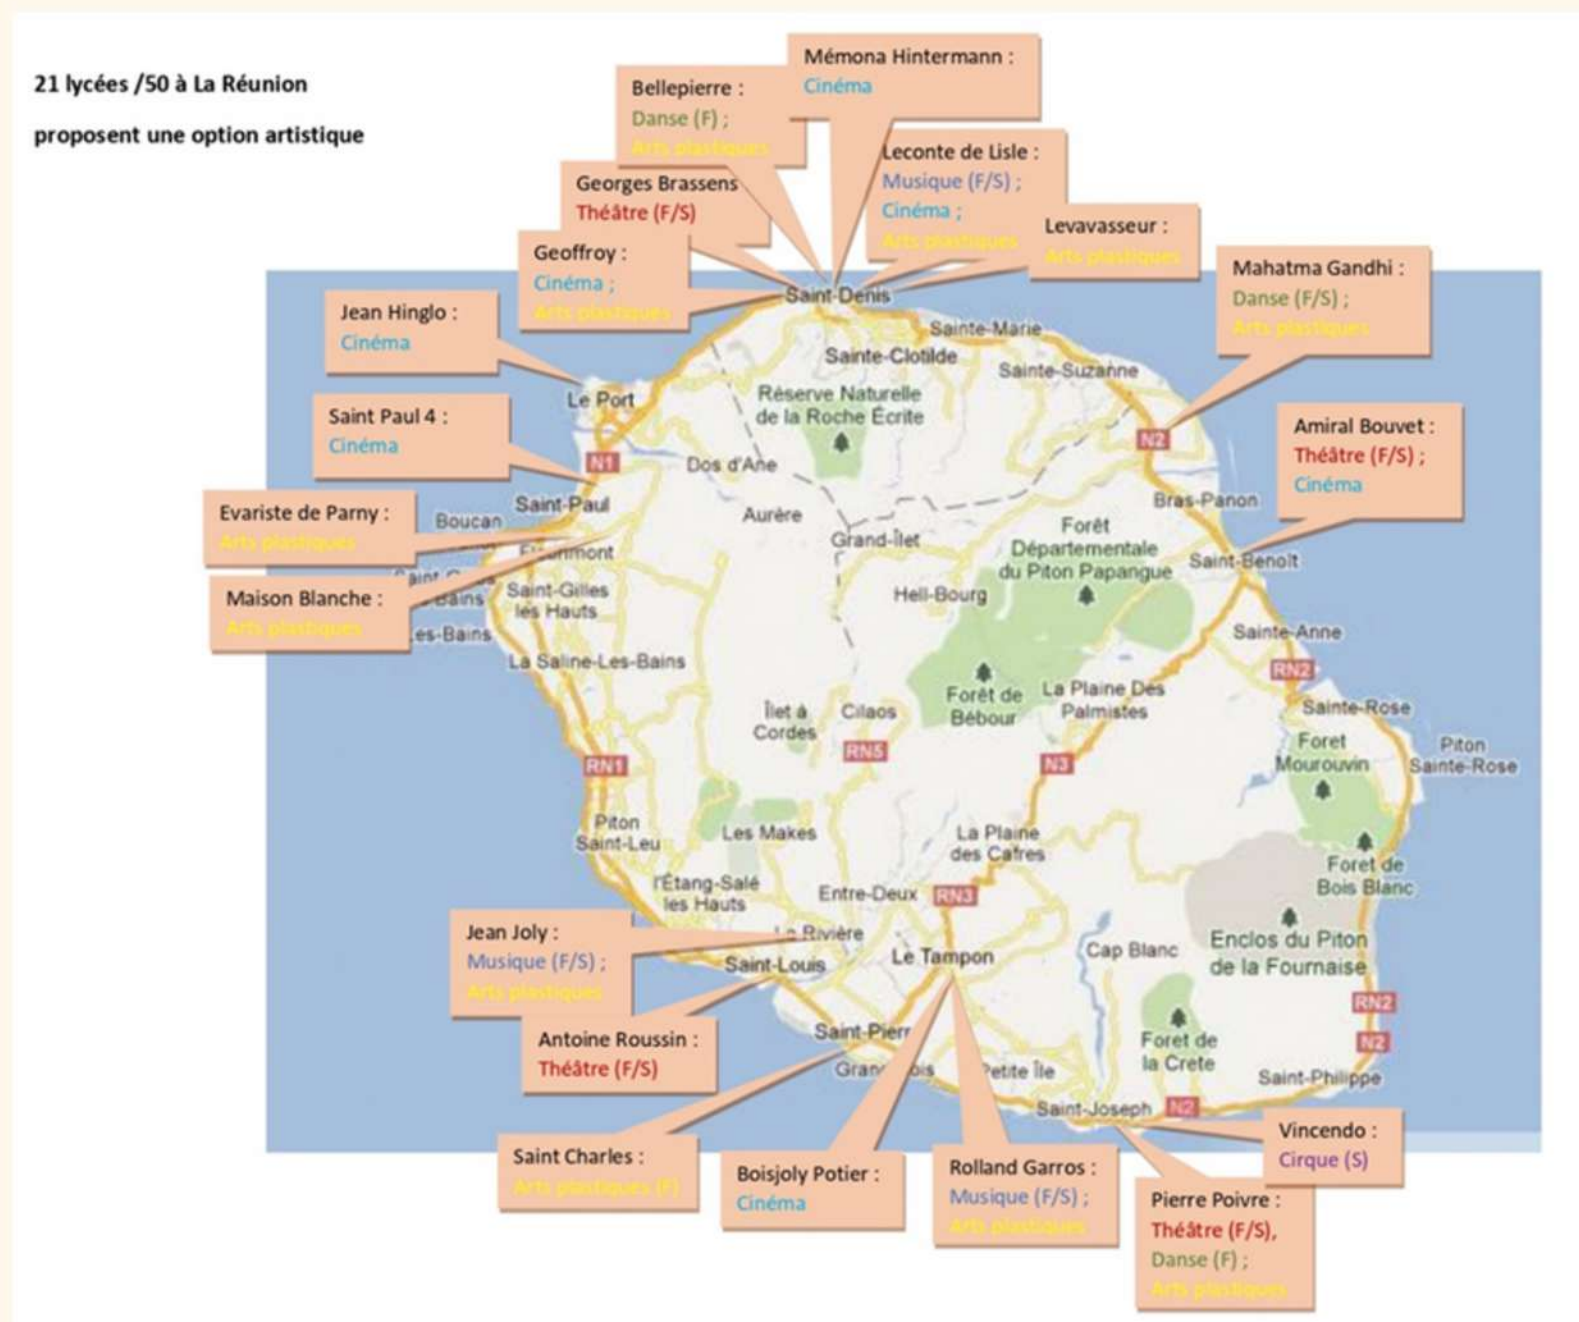 21 lycées /50 à La Réunion
proposent une option artistique
Mémona Hintermann :
Cinéma
Bellepierre :
Danse (F) ;
Arts plastiques
Georges Brassens
Théâtre (F/S)
Leconte de Lisle :
Musique (F/S) ;
Cinéma ;
Arts plastiques
Levavasseur :
Arts plastiques
Geoffroy :
Cinéma ;
Arts plastiques
Mahatma Gandhi :
Danse (F/S) ;
Arts plastiques
Jean Hinglo :
Cinéma
Saint Paul 4 :
Cinéma
Amiral Bouvet :
Théâtre (F/S) ;
Cinéma
Evariste de Parny :
Arts plastiques
Maison Blanche :
Arts plastiques
Saint-Denis
Sainte-Marie
Sainte-Clotilde
Sainte-Suzanne
Le Port
Réserve Naturelle
de la Roche Écrite
N2
N1
Dos d'Ane
Saint-Paul
Boucan
Aurère
Bras-Panon
Grand-Îlet
Forêt
Départementale
du Piton Papangue
Saint-Benoît
Saint-Gilles
les Hauts
Bains
es-Bains
Hell-Bourg
Sainte-Anne
La Saline-Les-Bains
RN2
Forêt de
Bébour
La Plaine Des
Palmistes
Îlet à
Cordes
Cilaos
RN5
Sainte-Rose
Foret
Mourouvin
Piton
Sainte-Rose
RN1
N3
Piton
Saint-Leu
Les Makes
La Plaine
des Cafres
Foret de
Bois Blanc
l'Étang-Salé
les Hauts
Entre-Deux
RN3
Enclos du Piton
de la Fournaise
La Rivière
Le Tampon
Cap Blanc
Saint-Louis
RN2
Saint-Pierr
Foret de
la Crete
N2
Petite Île
Saint-Philippe
Saint-Joseph
N2
Jean Joly :
Musique (F/S) ;
Arts plastiques
Antoine Roussin :
Théâtre (F/S)
Saint Charles :
Arts plastiques (F)
Boisjoly Potier :
Cinéma
Rolland Garros :
Musique (F/S) ;
Arts plastiques
Vincendo :
Cirque (S)
Pierre Poivre :
Théâtre (F/S),
Danse (F) ;
Arts plastiques